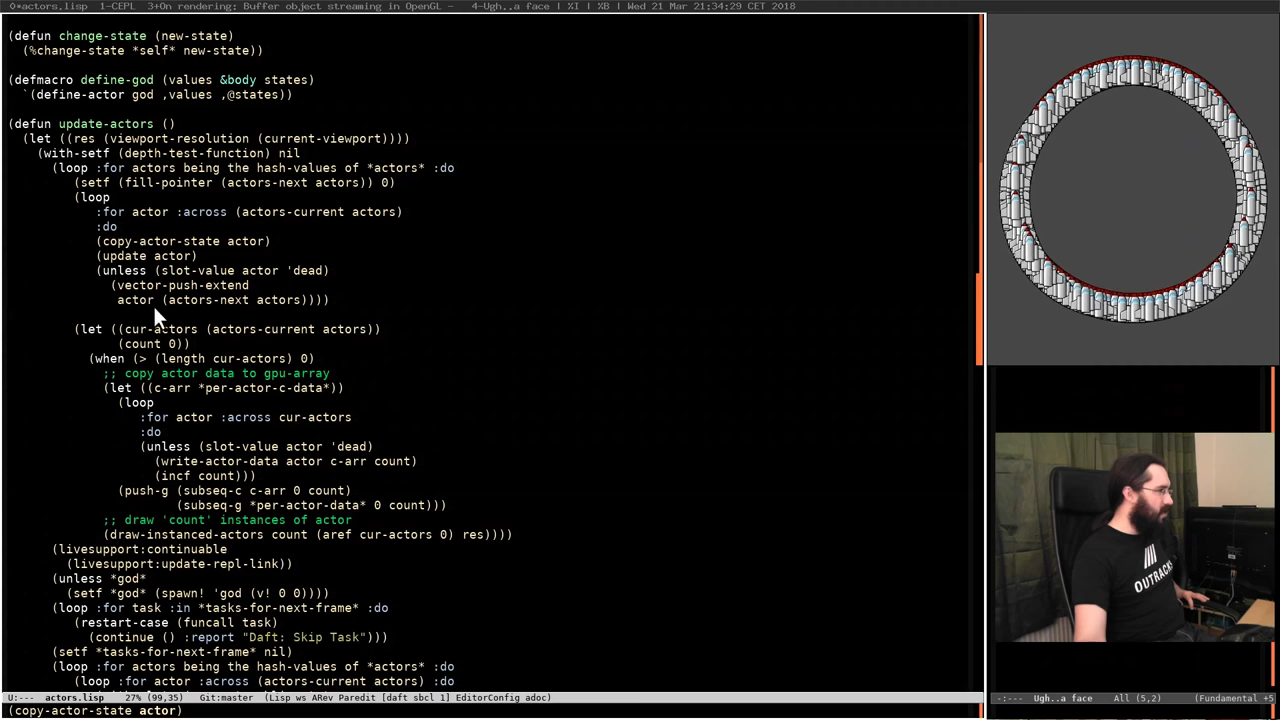 ◊*actors.lisp  1-CEPL  3+On rendering: Buffer object streaming in OpenGL -  4-Ugh..a face | XI | %B | Wed 21 Mar 21:34:29 CET 2018
(defun change-state (new-state)
  (%change-state *self* new-state))
(defmacro define-god (values &body states)
  `(define-actor god ,values ,@states))
(defun update-actors ()
  (let ((res (viewport-resolution (current-viewport))))
    (with-setf (depth-test-function) nil
      (loop :for actors being the hash-values of *actors* :do
         (setf (fill-pointer (actors-next actors)) 0)
         (loop
            :for actor :across (actors-current actors)
            :do
            (copy-actor-state actor)
            (update actor)
            (unless (slot-value actor 'dead)
              (vector-push-extend
               actor (actors-next actors))))
         (let ((cur-actors (actors-current actors))
               (count 0))
           (when (> (length cur-actors) 0)
             ;; copy actor data to gpu-array
             (let ((c-arr *per-actor-c-data*))
               (loop
                  :for actor :across cur-actors
                  :do
                  (unless (slot-value actor 'dead)
                    (write-actor-data actor c-arr count)
                    (incf count)))
               (push-g (subseq-c c-arr 0 count)
                       (subseq-g *per-actor-data* 0 count)))
             ;; draw 'count' instances of actor
             (draw-instanced-actors count (aref cur-actors 0) res))))
      (livesupport:continuable
        (livesupport:update-repl-link))
      (unless *god*
        (setf *god* (spawn! 'god (v! 0 0))))
      (loop :for task :in *tasks-for-next-frame* :do
         (restart-case (funcall task)
           (continue () :report "Daft: Skip Task")))
      (setf *tasks-for-next-frame* nil)
      (loop :for actors being the hash-values of *actors* :do
         (loop :for actor :across (actors-current actors) :do
U:---  actors.lisp  27% (99,35)  Git:master  (Lisp ws ARev Paredit [daft sbcl 1] EditorConfig adoc)
(copy-actor-state actor)
OUTRACKS
-:---  Ugh..a face  All (5,2)  (Fundamental +5